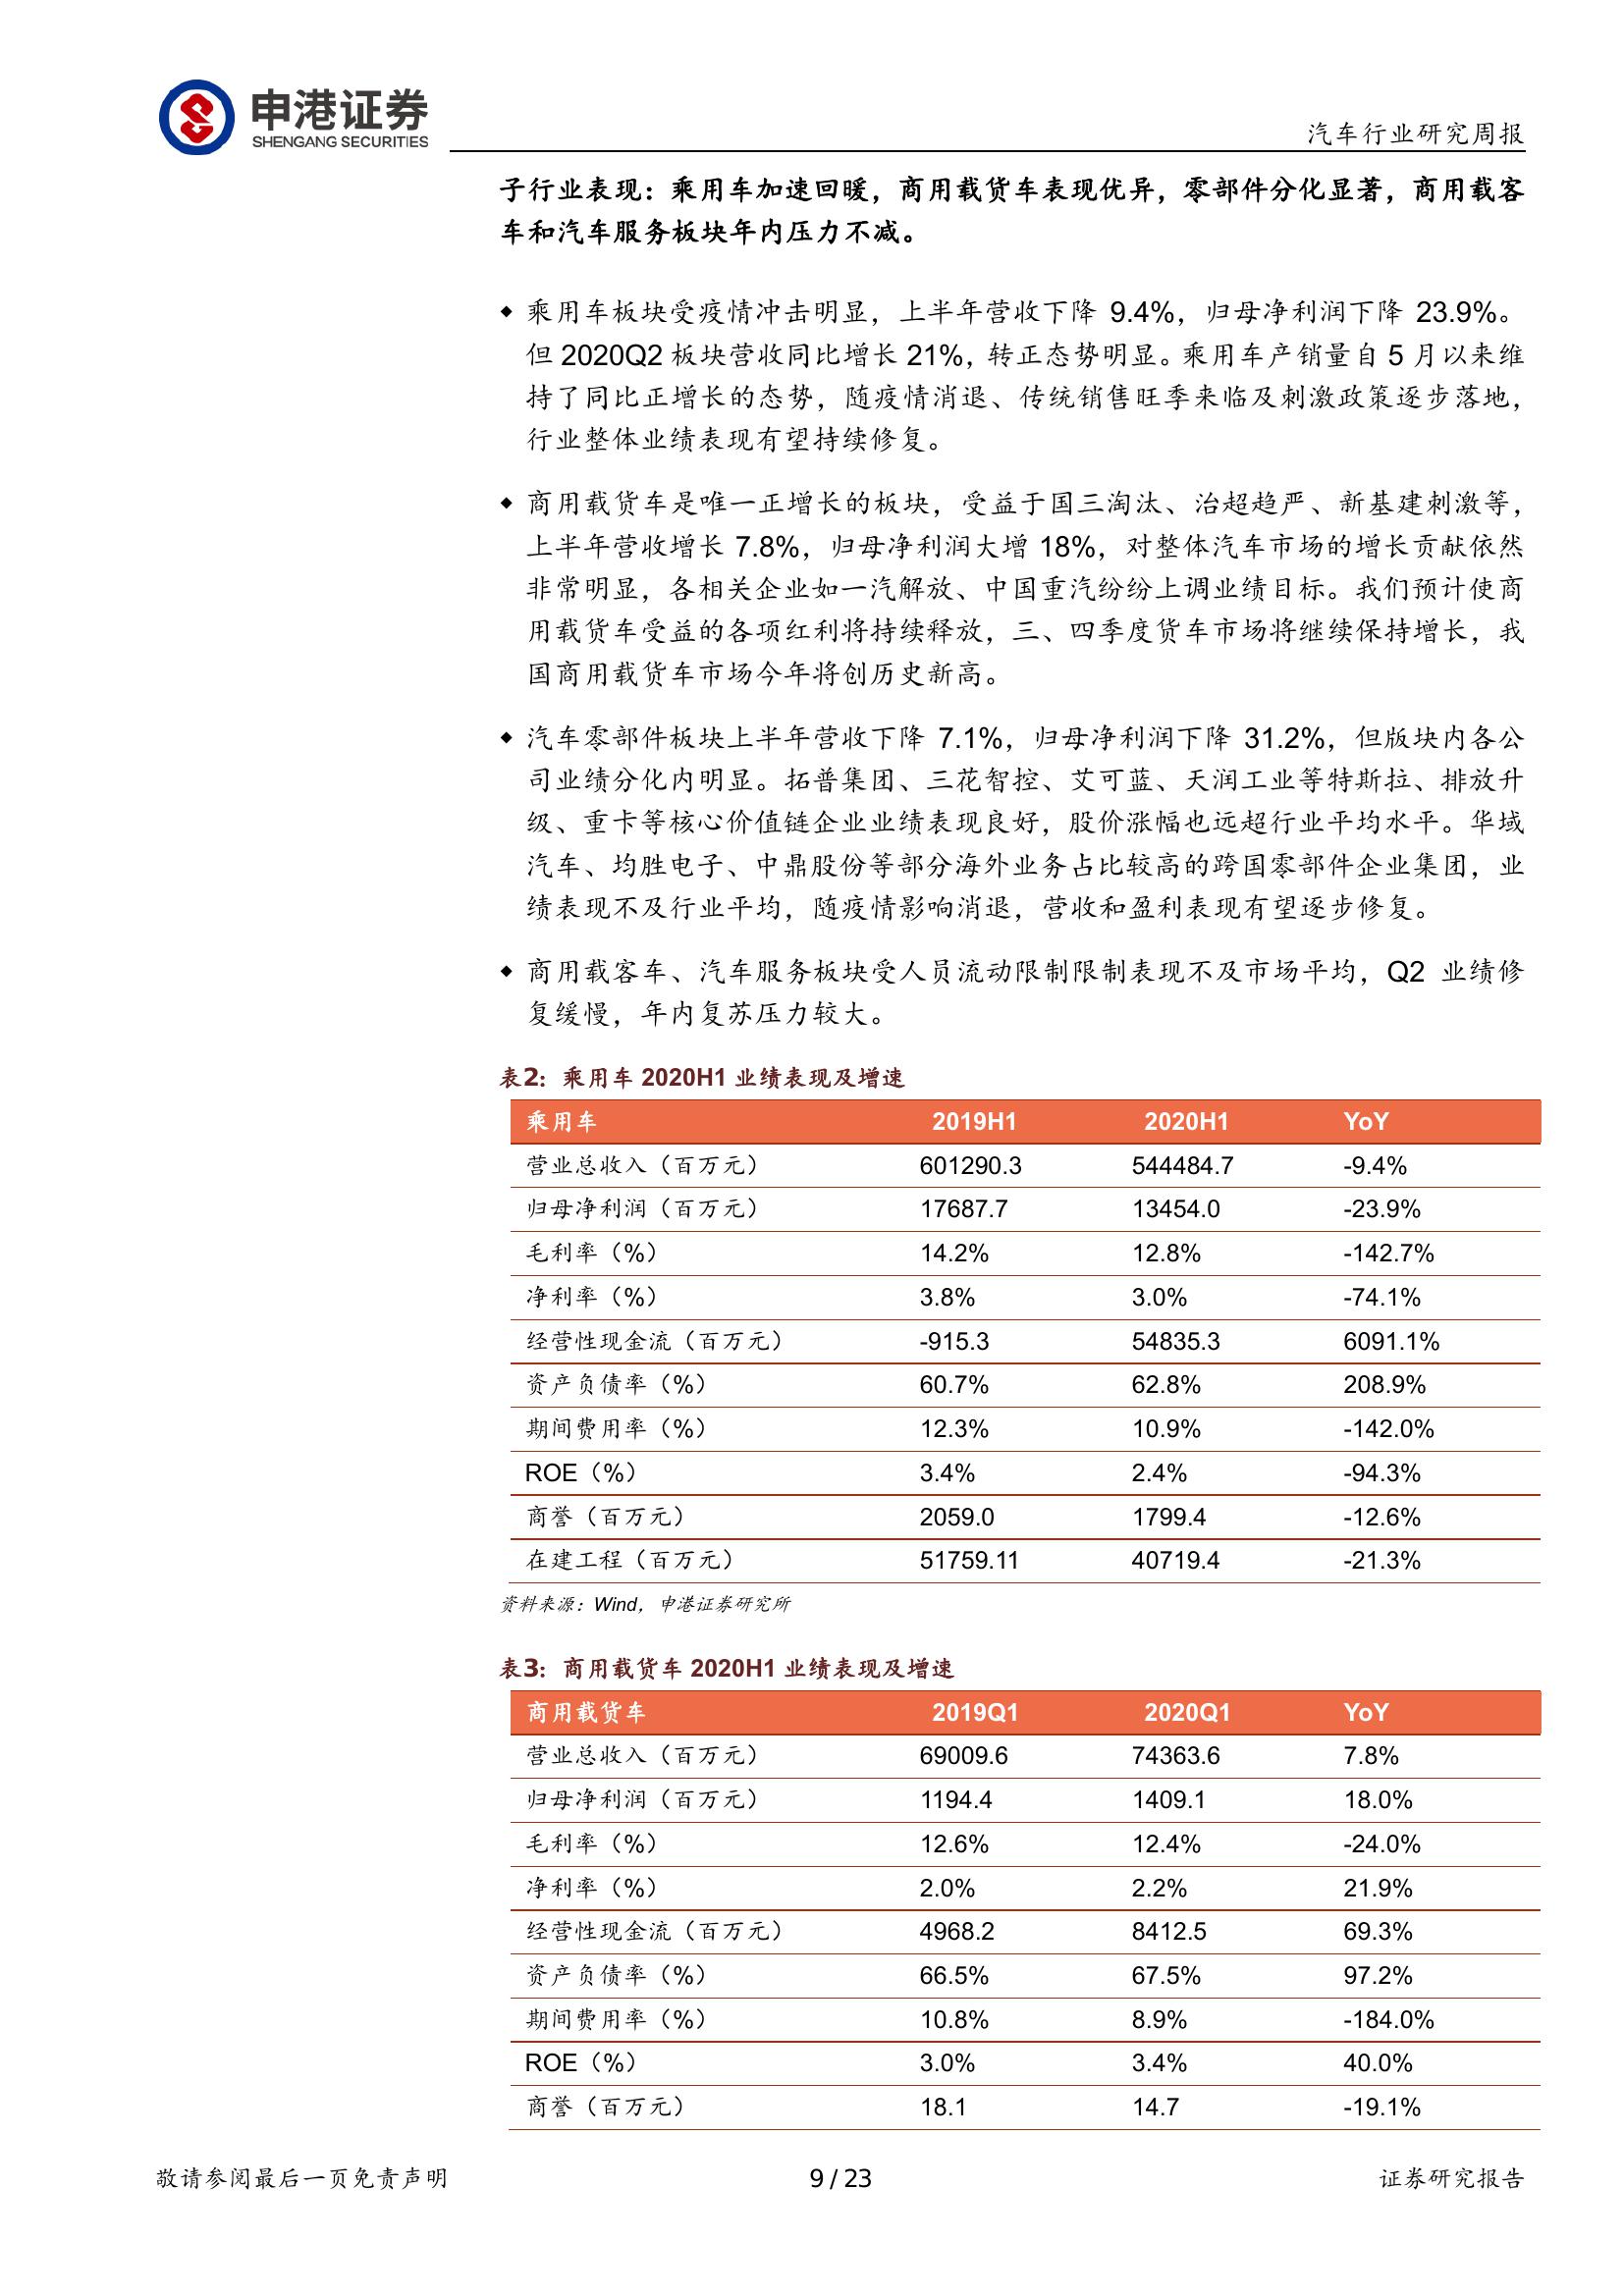 申港证券
SHENGANG SECURITIES
汽车行业研究周报
子行业表现：乘用车加速回暖，商用载货车表现优异，零部件分化显著，商用载客
车和汽车服务板块年内压力不减。
◆ 乘用车板块受疫情冲击明显，上半年营收下降 9.4%，归母净利润下降 23.9%。
但 2020Q2 板块营收同比增长 21%，转正态势明显。乘用车产销量自 5 月以来维
持了同比正增长的态势，随疫情消退、传统销售旺季来临及刺激政策逐步落地，
行业整体业绩表现有望持续修复。
◆ 商用载货车是唯一正增长的板块，受益于国三淘汰、治超趋严、新基建刺激等，
上半年营收增长 7.8%，归母净利润大增 18%，对整体汽车市场的增长贡献依然
非常明显，各相关企业如一汽解放、中国重汽纷纷上调业绩目标。我们预计使商
用载货车受益的各项红利将持续释放，三、四季度货车市场将继续保持增长，我
国商用载货车市场今年将创历史新高。
◆ 汽车零部件板块上半年营收下降 7.1%，归母净利润下降 31.2%，但版块内各公
司业绩分化内明显。拓普集团、三花智控、艾可蓝、天润工业等特斯拉、排放升
级、重卡等核心价值链企业业绩表现良好，股价涨幅也远超行业平均水平。华域
汽车、均胜电子、中鼎股份等部分海外业务占比较高的跨国零部件企业集团，业
绩表现不及行业平均，随疫情影响消退，营收和盈利表现有望逐步修复。
◆ 商用载客车、汽车服务板块受人员流动限制限制表现不及市场平均，Q2 业绩修
复缓慢，年内复苏压力较大。
表2：乘用车 2020H1 业绩表现及增速
乘用车 2019H1 2020H1 YoY
营业总收入（百万元） 601290.3 544484.7 -9.4%
归母净利润（百万元） 17687.7 13454.0 -23.9%
毛利率（%） 14.2% 12.8% -142.7%
净利率（%） 3.8% 3.0% -74.1%
经营性现金流（百万元） -915.3 54835.3 6091.1%
资产负债率（%） 60.7% 62.8% 208.9%
期间费用率（%） 12.3% 10.9% -142.0%
ROE（%） 3.4% 2.4% -94.3%
商誉（百万元） 2059.0 1799.4 -12.6%
在建工程（百万元） 51759.11 40719.4 -21.3%
资料来源：Wind，申港证券研究所
表3：商用载货车 2020H1 业绩表现及增速
商用载货车 2019Q1 2020Q1 YoY
营业总收入（百万元） 69009.6 74363.6 7.8%
归母净利润（百万元） 1194.4 1409.1 18.0%
毛利率（%） 12.6% 12.4% -24.0%
净利率（%） 2.0% 2.2% 21.9%
经营性现金流（百万元） 4968.2 8412.5 69.3%
资产负债率（%） 66.5% 67.5% 97.2%
期间费用率（%） 10.8% 8.9% -184.0%
ROE（%） 3.0% 3.4% 40.0%
商誉（百万元） 18.1 14.7 -19.1%
敬请参阅最后一页免责声明 9 / 23 证券研究报告